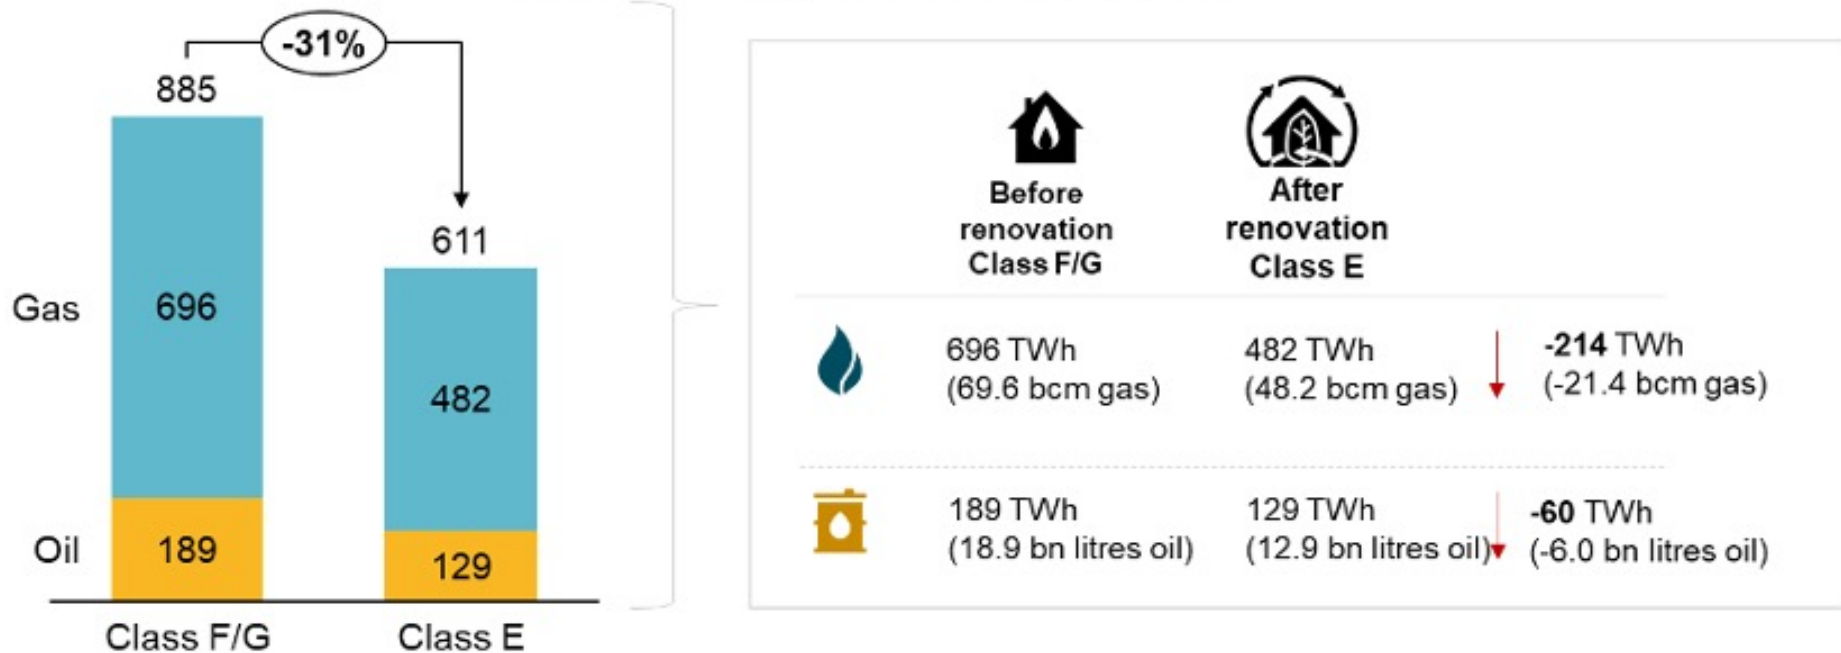 -31%
885
611
Gas
696
482
Oil
189
129
Class F/G
Class E
Before
renovation
Class F/G
After
renovation
Class E
696 TWh
(69.6 bcm gas)
482 TWh
(48.2 bcm gas)
-214 TWh
(-21.4 bcm gas)
189 TWh
(18.9 bn litres oil)
129 TWh
(12.9 bn litres oil)
-60 TWh
(-6.0 bn litres oil)